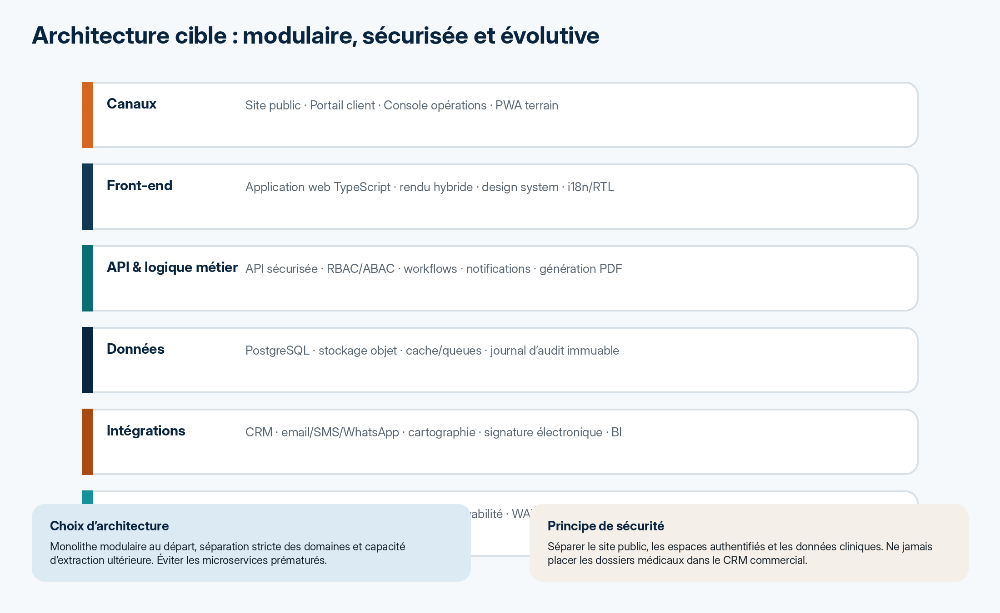 Architecture cible : modulaire, sécurisée et évolutive
Canaux
Site public · Portail client · Console opérations · PWA terrain
Front-end
Application web TypeScript · rendu hybride · design system · i18n/RTL
API & logique métier
API sécurisée · RBAC/ABAC · workflows · notifications · génération PDF
Données
PostgreSQL · stockage objet · cache/queues · journal d’audit immuable
Intégrations
CRM · email/SMS/WhatsApp · cartographie · signature électronique · BI
Choix d’architecture
Monolithe modulaire au départ, séparation stricte des domaines et capacité
d’extraction ultérieure. Éviter les microservices prématurés.
Principe de sécurité
Séparer le site public, les espaces authentifiés et les données cliniques. Ne jamais
placer les dossiers médicaux dans le CRM commercial.